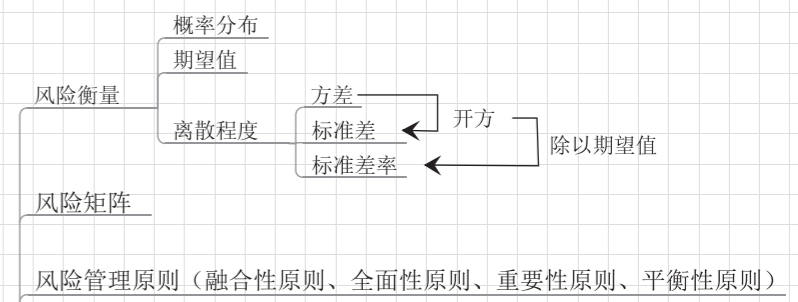 概率分布
期望值
风险衡量
离散程度
方差
标准差
标准差率
开方
除以期望值
风险矩阵
风险管理原则（融合性原则、全面性原则、重要性原则、平衡性原则）